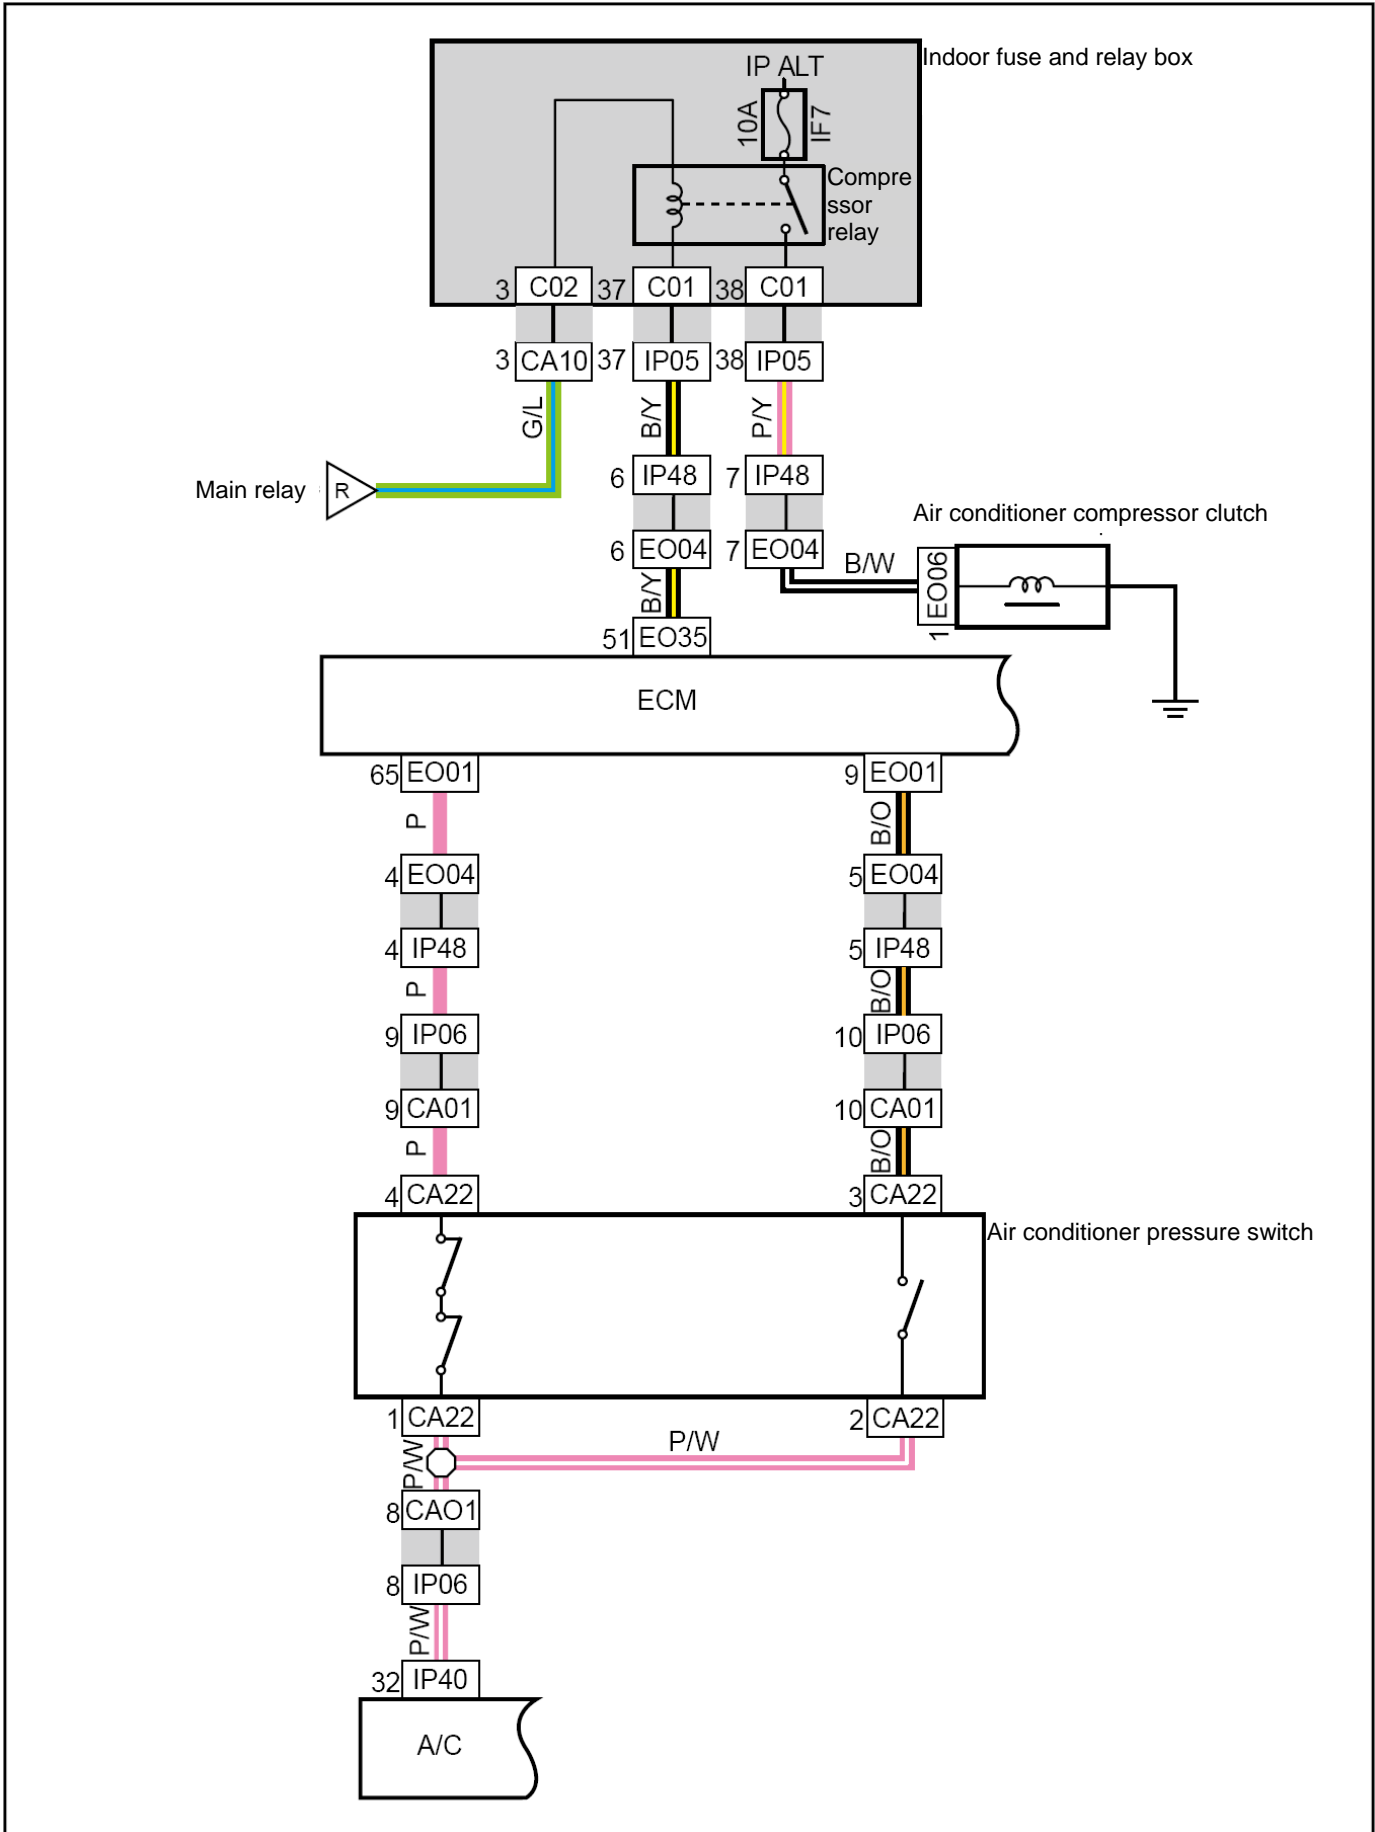 Indoor fuse and relay box
IP ALT
10A
IF7
Compre
ssor
relay
3 C02 37 C01 38 C01
3 CA10 37 IP05 38 IP05
G/L
B/Y
P/Y
Main relay
R
6 IP48 7 IP48
Air conditioner compressor clutch
6 EO04 7 EO04
B/W
1 EO06
B/Y
51 EO35
ECM
65 EO01 9 EO01
P
B/O
4 EO04 5 EO04
4 IP48 5 IP48
P
B/O
9 IP06 10 IP06
9 CA01 10 CA01
P
B/O
4 CA22 3 CA22
Air conditioner pressure switch
1 CA22 2 CA22
P/W
P/W
8 CAO1
8 IP06
P/W
32 IP40
A/C